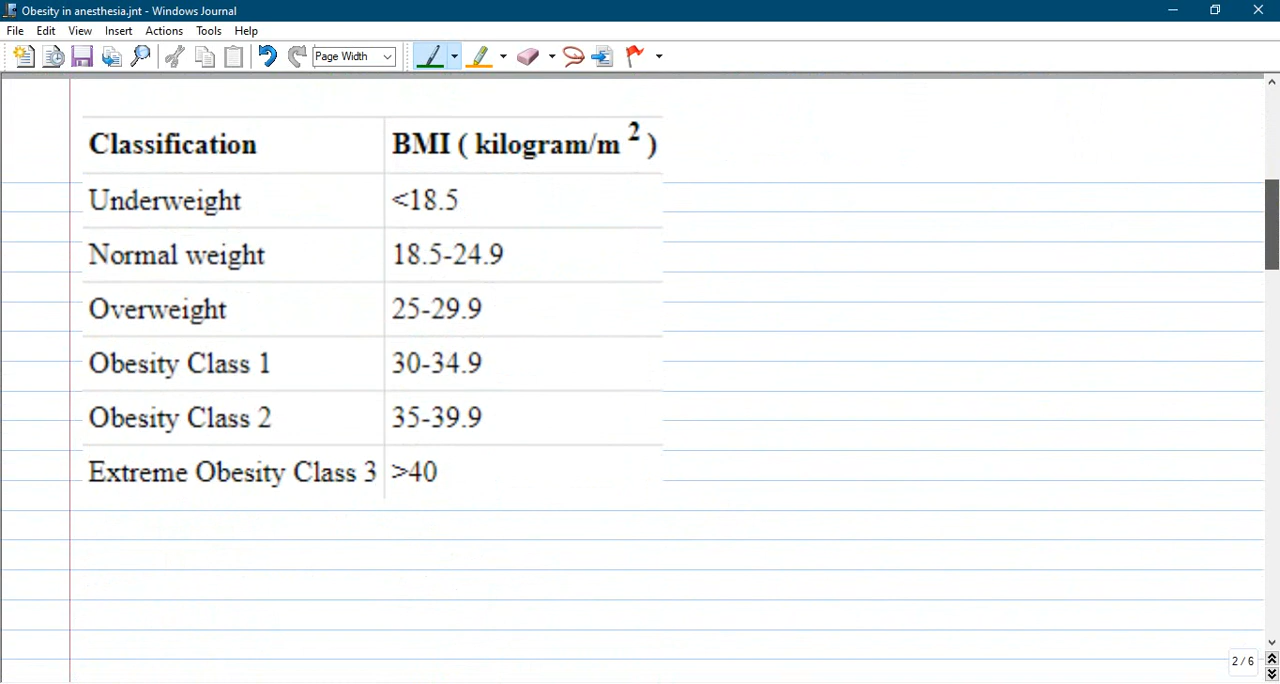 Obesity in anesthesia.jnt - Windows Journal
File Edit View Insert Actions Tools Help
Page Width
Classification BMI ( kilogram/m 2 )
Underweight <18.5
Normal weight 18.5-24.9
Overweight 25-29.9
Obesity Class 1 30-34.9
Obesity Class 2 35-39.9
Extreme Obesity Class 3 >40
2 / 6